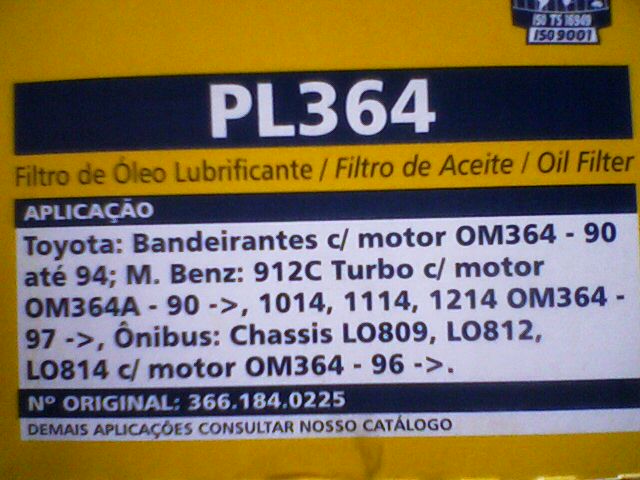 ISO TS 16949
ISO 9001
PL364
Filtro de Óleo Lubrificante / Filtro de Aceite / Oil Filter
APLICAÇÃO
Toyota: Bandeirantes c/ motor OM364 - 90
até 94; M. Benz: 912C Turbo c/ motor
OM364A - 90 ->, 1014, 1114, 1214 OM364 -
97 ->, Ônibus: Chassis LO809, LO812,
LO814 c/ motor OM364 - 96 ->.
Nº ORIGINAL: 366.184.0225
DEMAIS APLICAÇÕES CONSULTAR NOSSO CATÁLOGO